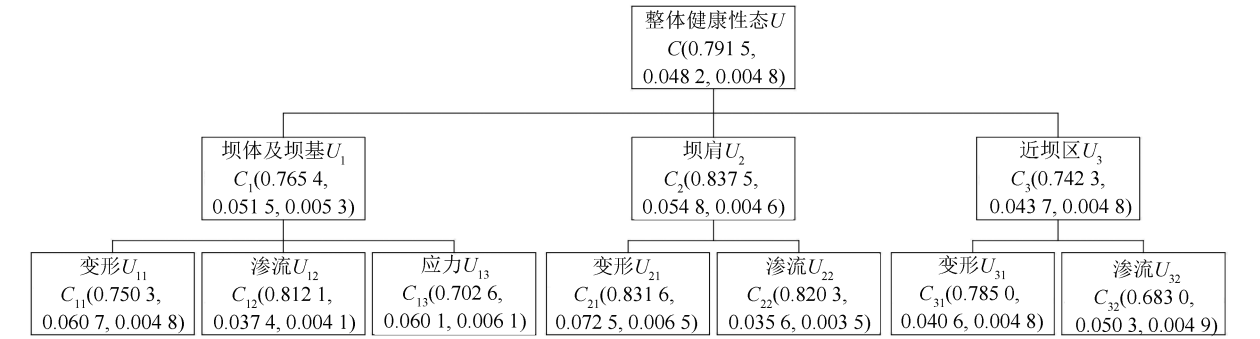 整体健康性态U
C(0.791 5,
0.048 2, 0.004 8)
坝体及坝基U₁
C₁(0.765 4,
0.051 5, 0.005 3)
坝肩U₂
C₂(0.837 5,
0.054 8, 0.004 6)
近坝区U₃
C₃(0.742 3,
0.043 7, 0.004 8)
变形U₁₁
C₁₁(0.750 3,
0.060 7, 0.004 8)
渗流U₁₂
C₁₂(0.812 1,
0.037 4, 0.004 1)
应力U₁₃
C₁₃(0.702 6,
0.060 1, 0.006 1)
变形U₂₁
C₂₁(0.831 6,
0.072 5, 0.006 5)
渗流U₂₂
C₂₂(0.820 3,
0.035 6, 0.003 5)
变形U₃₁
C₃₁(0.785 0,
0.040 6, 0.004 8)
渗流U₃₂
C₃₂(0.683 0,
0.050 3, 0.004 9)